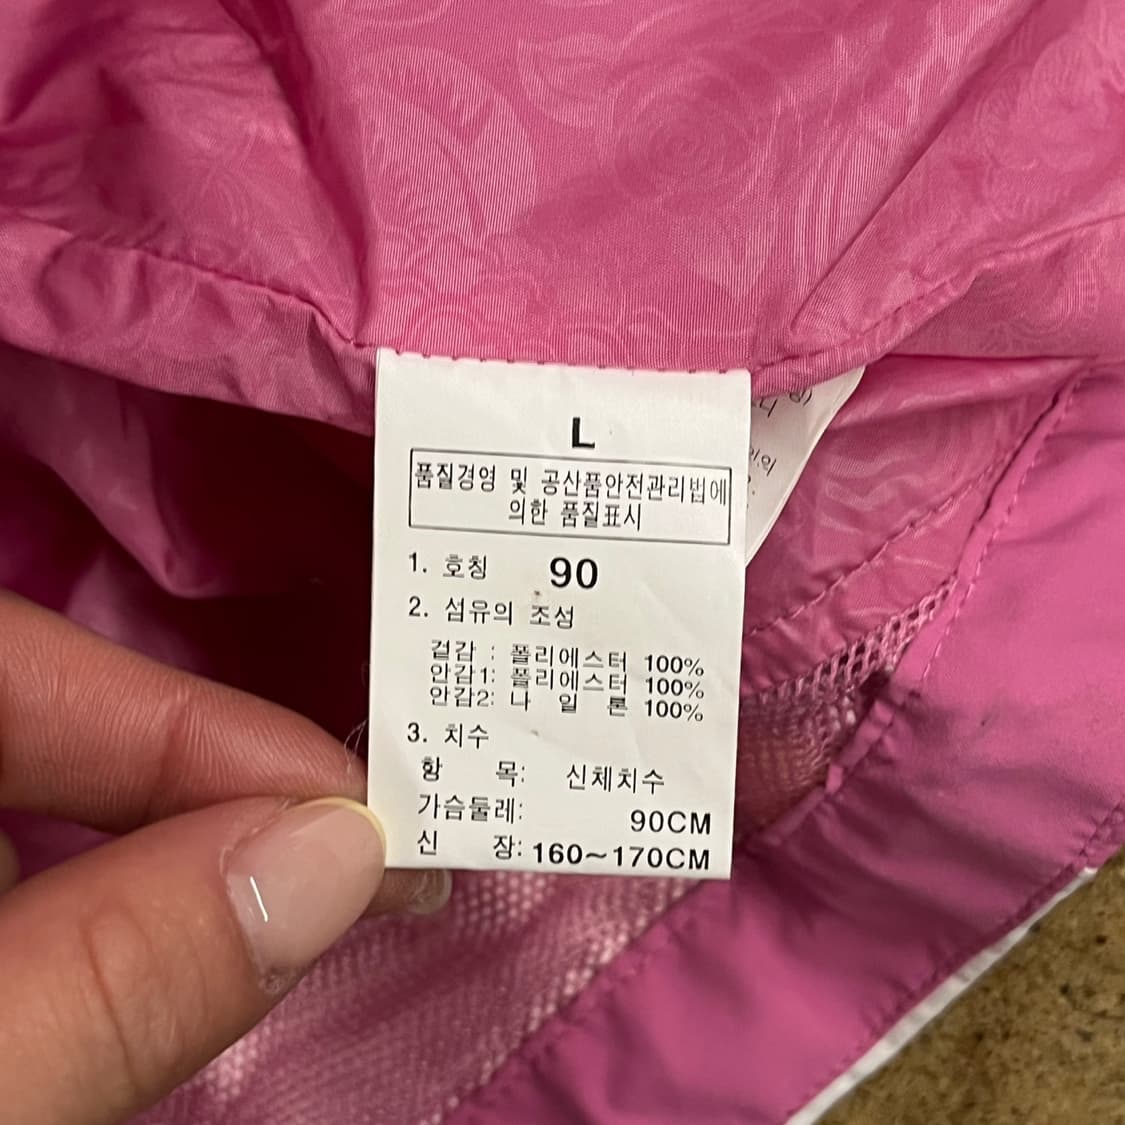 L
품질경영 및 공산품안전관리법에
의한 품질표시
1. 호칭 90
2. 섬유의 조성
겉감 : 폴리에스터 100%
안감1: 폴리에스터 100%
안감2: 나 일 론 100%
3. 치수
항 목: 신체치수
가슴둘레: 90CM
신 장: 160~170CM